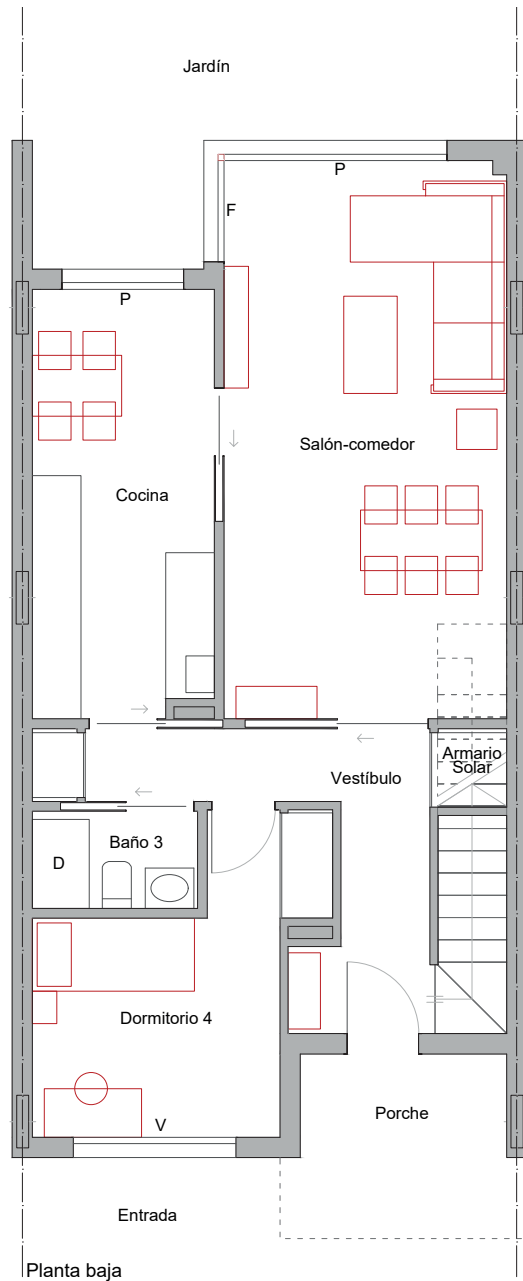 Jardín
P
F
P
Salón-comedor
Cocina
Armario
Solar
Vestíbulo
Baño 3
D
Dormitorio 4
Porche
V
Entrada
Planta baja